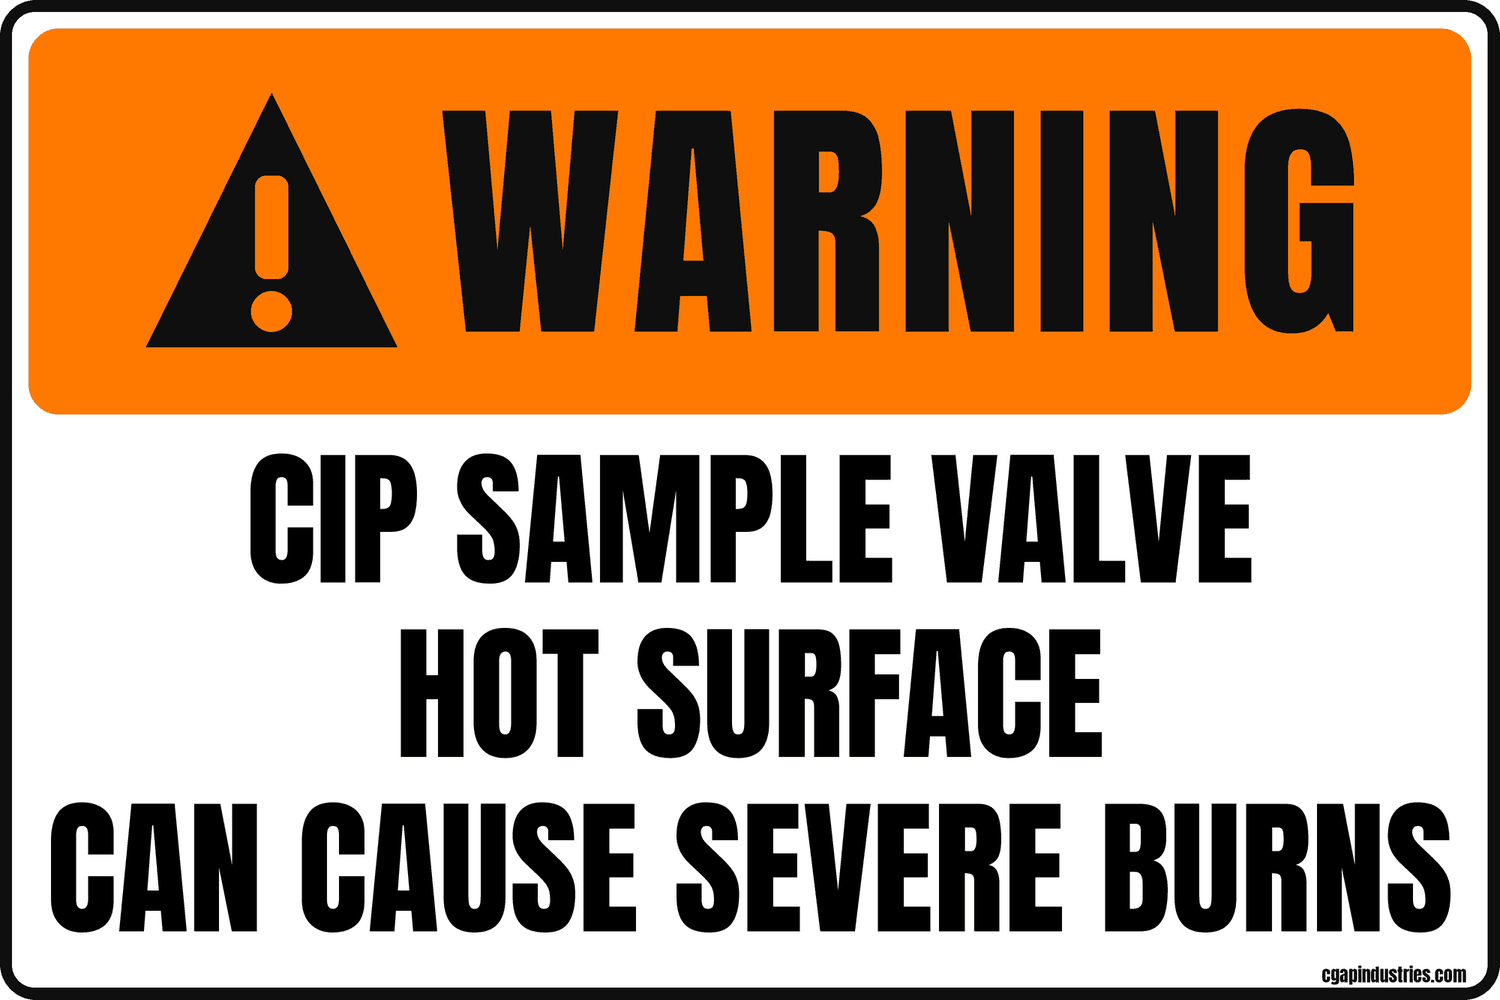 WARNING
CIP SAMPLE VALVE
HOT SURFACE
CAN CAUSE SEVERE BURNS
cgapindustries.com